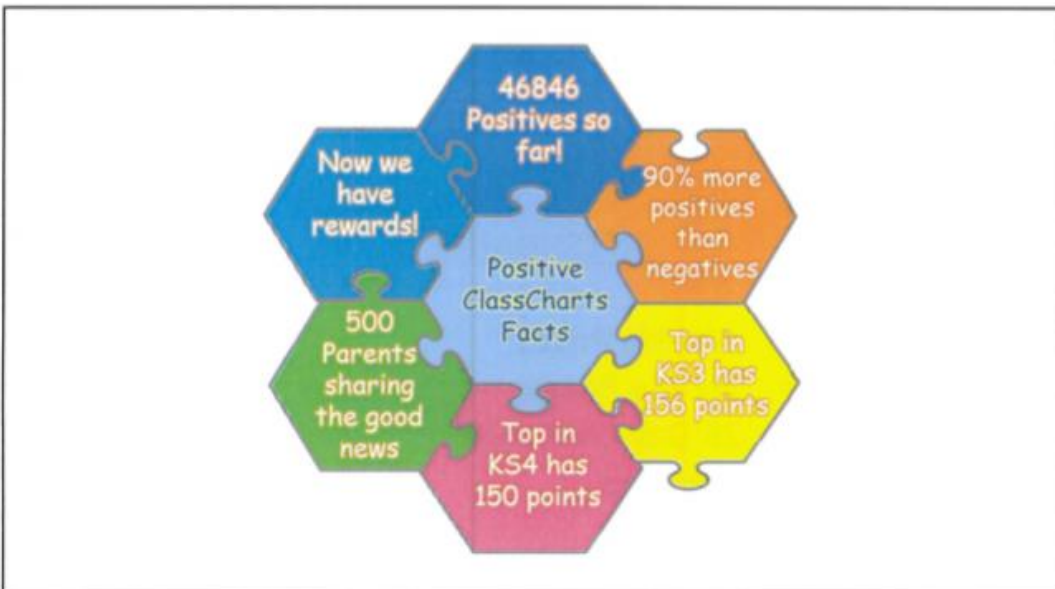 46846
Positives so
far!
90% more
positives
than
negatives
Top in
KS3 has
156 points
Top in
KS4 has
150 points
500
Parents
sharing
the good
news
Now we
have
rewards!
Positive
ClassCharts
Facts